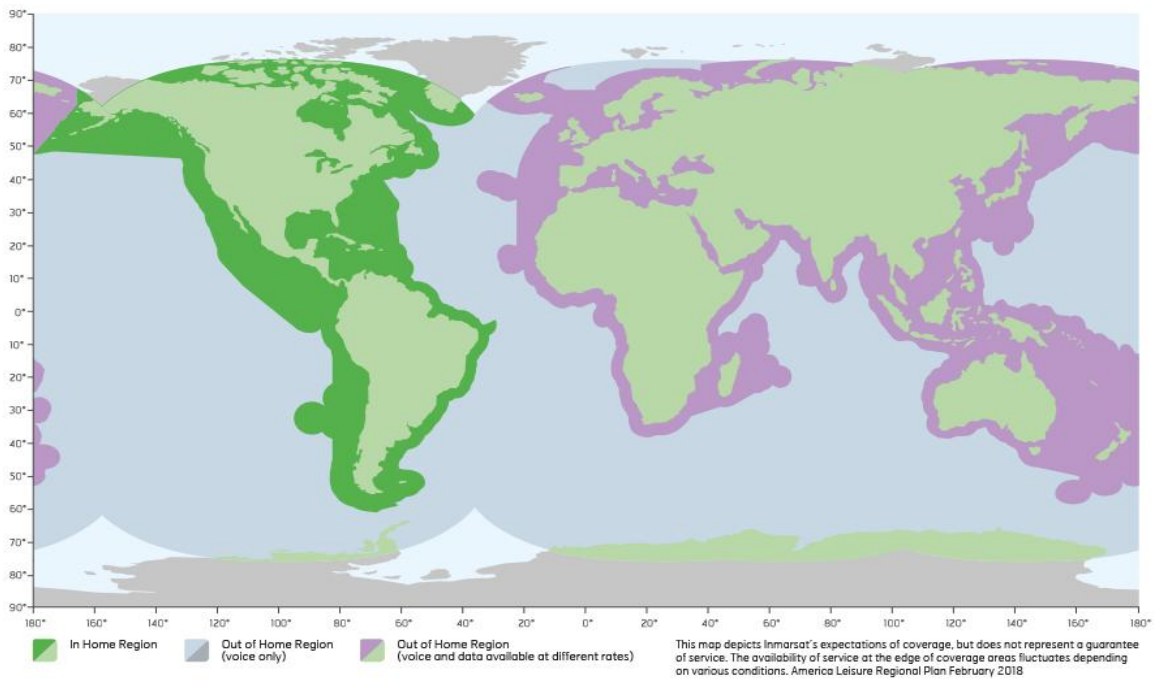 90°
80°
70°
60°
50°
40°
30°
20°
10°
0°
10°
20°
30°
40°
50°
60°
70°
80°
90°
180° 160° 140° 120° 100° 80° 60° 40° 20° 0° 20° 40° 60° 80° 100° 120° 140° 160° 180°
In Home Region
Out of Home Region
(voice only)
Out of Home Region
(voice and data available at different rates)
This map depicts Inmarsat's expectations of coverage, but does not represent a guarantee
of service. The availability of service at the edge of coverage areas fluctuates depending
on various conditions. America Leisure Regional Plan February 2018